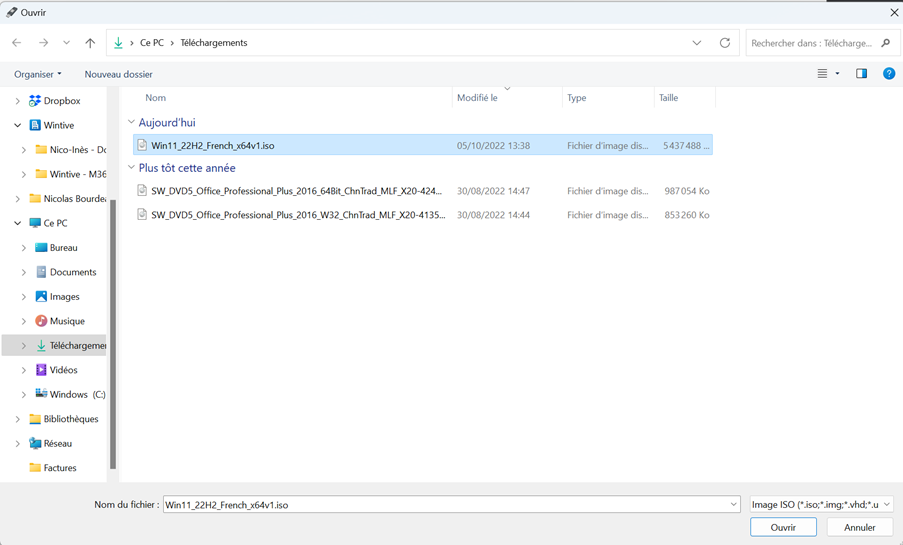 Ouvrir
Ce PC > Téléchargements
Rechercher dans : Télécharge...
Organiser
Nouveau dossier
Dropbox
Wintive
Nico-Inès - Do
Wintive - M36
Nicolas Bourdea
Ce PC
Bureau
Documents
Images
Musique
Téléchargemen
Vidéos
Windows (C:)
Bibliothèques
Réseau
Factures
Nom Modifié le Type Taille
Aujourd'hui
Win11_22H2_French_x64v1.iso 05/10/2022 13:38 Fichier d'image dis... 5 437 488 ...
Plus tôt cette année
SW_DVD5_Office_Professional_Plus_2016_64Bit_ChnTrad_MLF_X20-424... 30/08/2022 14:47 Fichier d'image dis... 987 054 Ko
SW_DVD5_Office_Professional_Plus_2016_W32_ChnTrad_MLF_X20-4135... 30/08/2022 14:44 Fichier d'image dis... 853 260 Ko
Nom du fichier : Win11_22H2_French_x64v1.iso
Image ISO (*.iso;*.img;*.vhd;*.u
Ouvrir
Annuler